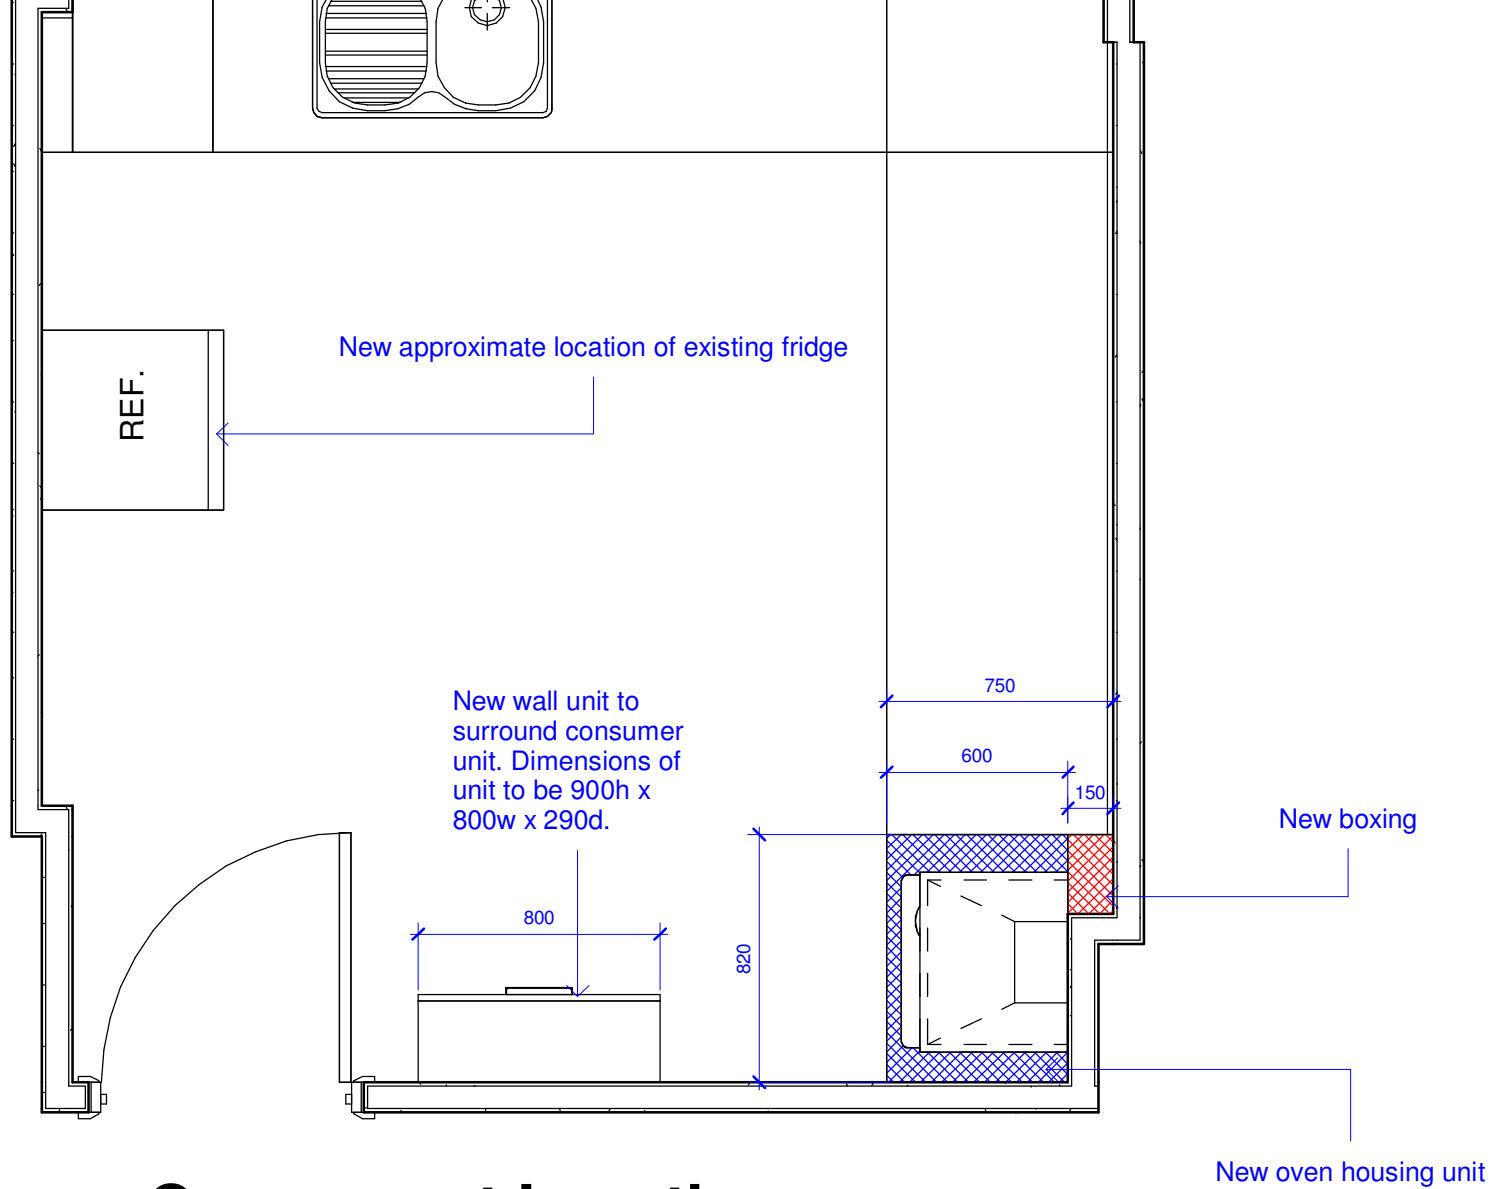 New approximate location of existing fridge
REF.
New wall unit to
surround consumer
unit. Dimensions of
unit to be 900h x
800w x 290d.
750
600
150
New boxing
800
820
New oven housing unit